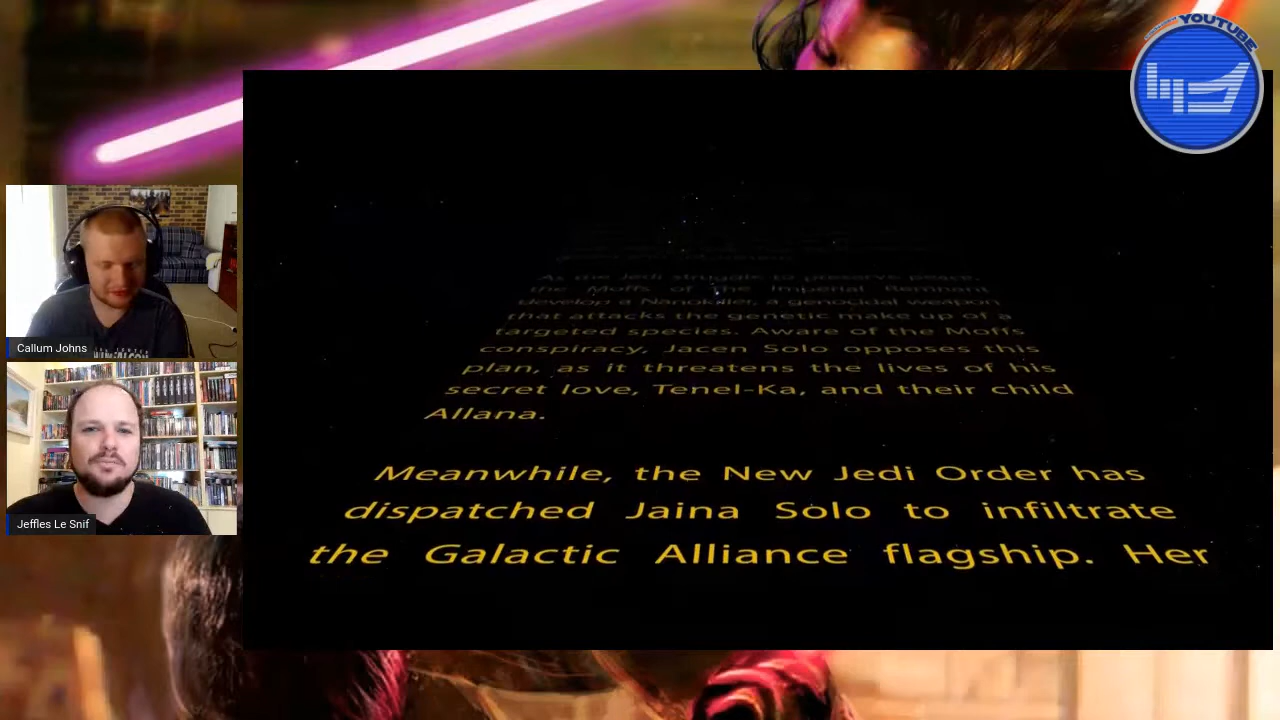 YOUTUBE
As the Jedi struggle to preserve peace,
the Moffs of the Imperial Remnant
develop a Nanokiller, a genocidal weapon
that attacks the genetic make up of a
targeted species. Aware of the Moffs
conspiracy, Jacen Solo opposes this
plan, as it threatens the lives of his
secret love, Tenel-Ka, and their child
Allana.
Meanwhile, the New Jedi Order has
dispatched Jaina Solo to infiltrate
the Galactic Alliance flagship. Her
Callum Johns
Jeffles Le Snif